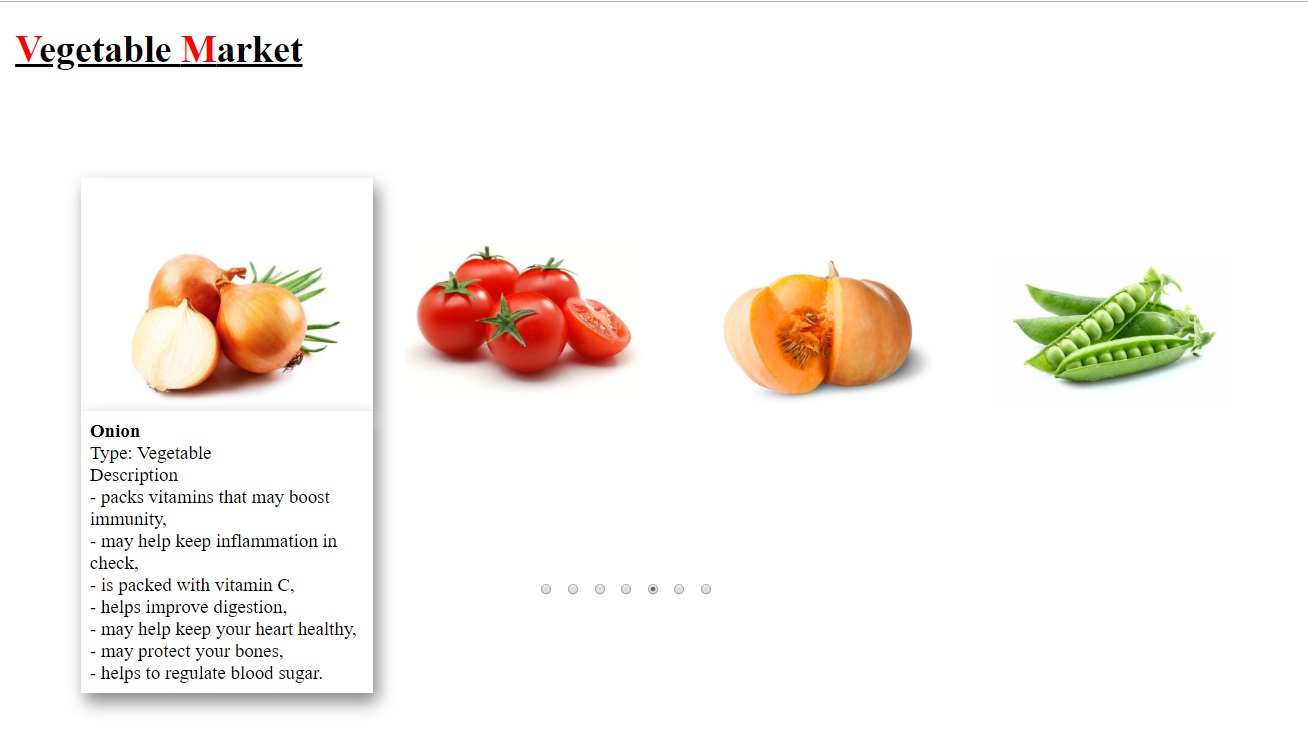 Vegetable Market
Onion
Type: Vegetable
Description
- packs vitamins that may boost
immunity,
- may help keep inflammation in
check,
- is packed with vitamin C,
- helps improve digestion,
- may help keep your heart healthy,
- may protect your bones,
- helps to regulate blood sugar.